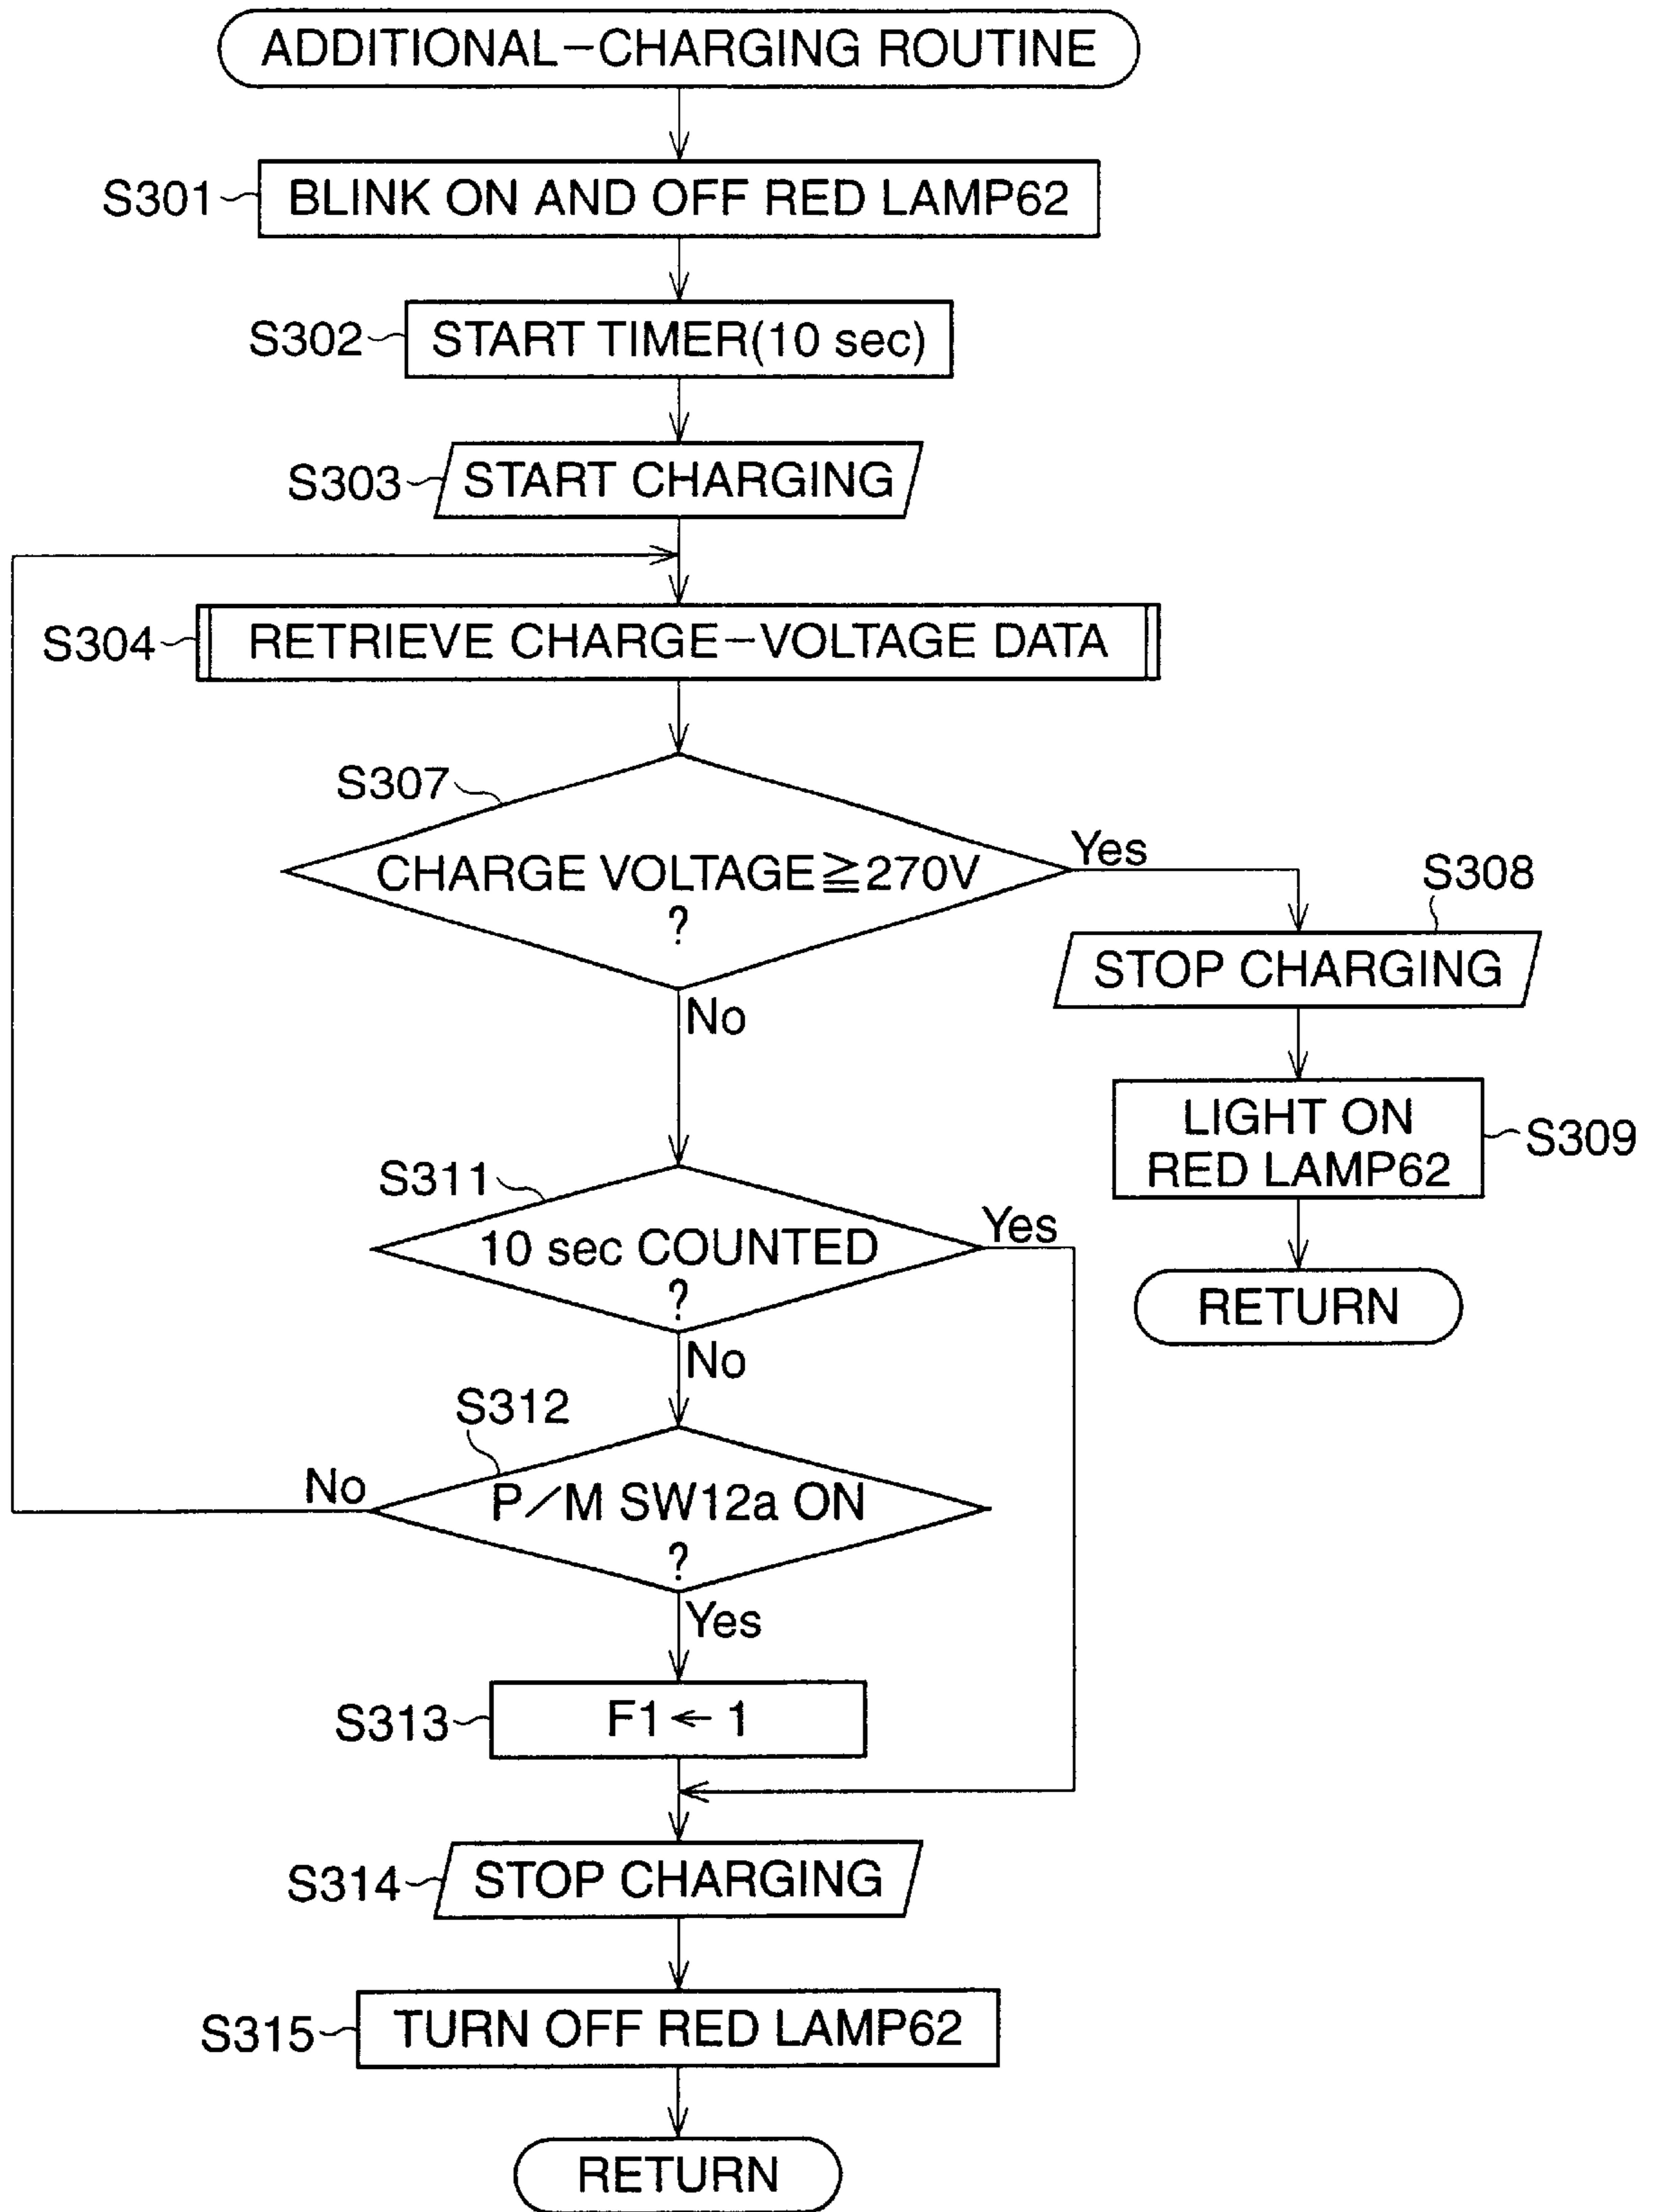 ADDITIONAL-CHARGING ROUTINE
S301 BLINK ON AND OFF RED LAMP62
S302 START TIMER(10 sec)
S303 START CHARGING
S304 RETRIEVE CHARGE-VOLTAGE DATA
S307
CHARGE VOLTAGE≧270V
?
Yes
No
S308
STOP CHARGING
LIGHT ON
RED LAMP62
S309
RETURN
S311
10 sec COUNTED
?
Yes
No
S312
P/M SW12a ON
?
No
Yes
S313 F1←1
S314 STOP CHARGING
S315 TURN OFF RED LAMP62
RETURN